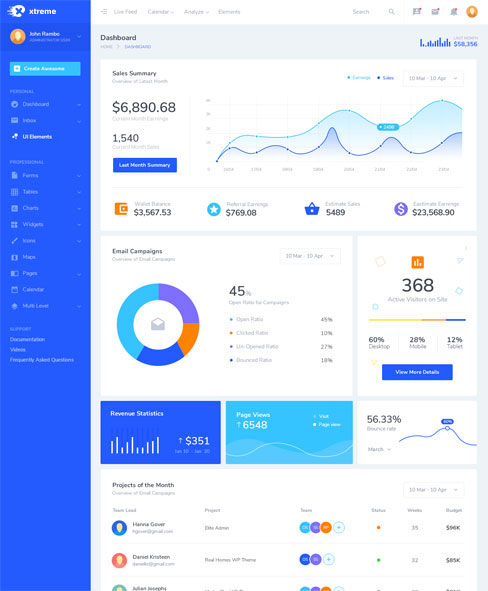 xtreme
Live Feed
Calendar
Analyze
Elements
Search
John Rambo
ADMINISTRATOR USER
Create Awesome
PERSONAL
Dashboard
Inbox
UI Elements
PROFESSIONAL
Forms
Tables
Charts
Widgets
Icons
Maps
Pages
Calendar
Multi Level
SUPPORT
Documentation
Videos
Frequently Asked Questions
Dashboard
HOME
DASHBOARD
LAST MONTH
$58,356
Sales Summary
Overview of Latest Month
Earnings
Sales
10 Mar - 10 Apr
$6,890.68
Current Month Earnings
1,540
Current Month Sales
Last Month Summary
Wallet Balance
$3,567.53
Referral Earnings
$769.08
Estimate Sales
5489
Eastimate Earnings
$23,568.90
Email Campaigns
Overview of Email Campaigns
10 Mar - 10 Apr
45%
Open Ratio for Campaigns
Open Ratio 45%
Clicked Ratio 10%
Un-Opened Ratio 27%
Bounced Ratio 18%
368
Active Visitors on Site
60% 28% 12%
Desktop Mobile Tablet
View More Details
Revenue Statistics
$351
Jan 10 - Jan 20
Page Views
6548
Visit
Page view
56.33%
Bounce rate
March
Projects of the Month
Overview of Email Campaigns
10 Mar - 10 Apr
Team Lead Project Team Status Weeks Budget
Hanna Gover
hgover@gmail.com
Elite Admin
35
$96K
Daniel Kristeen
Real Homes WP Theme
32
$85K
Julian Josephs